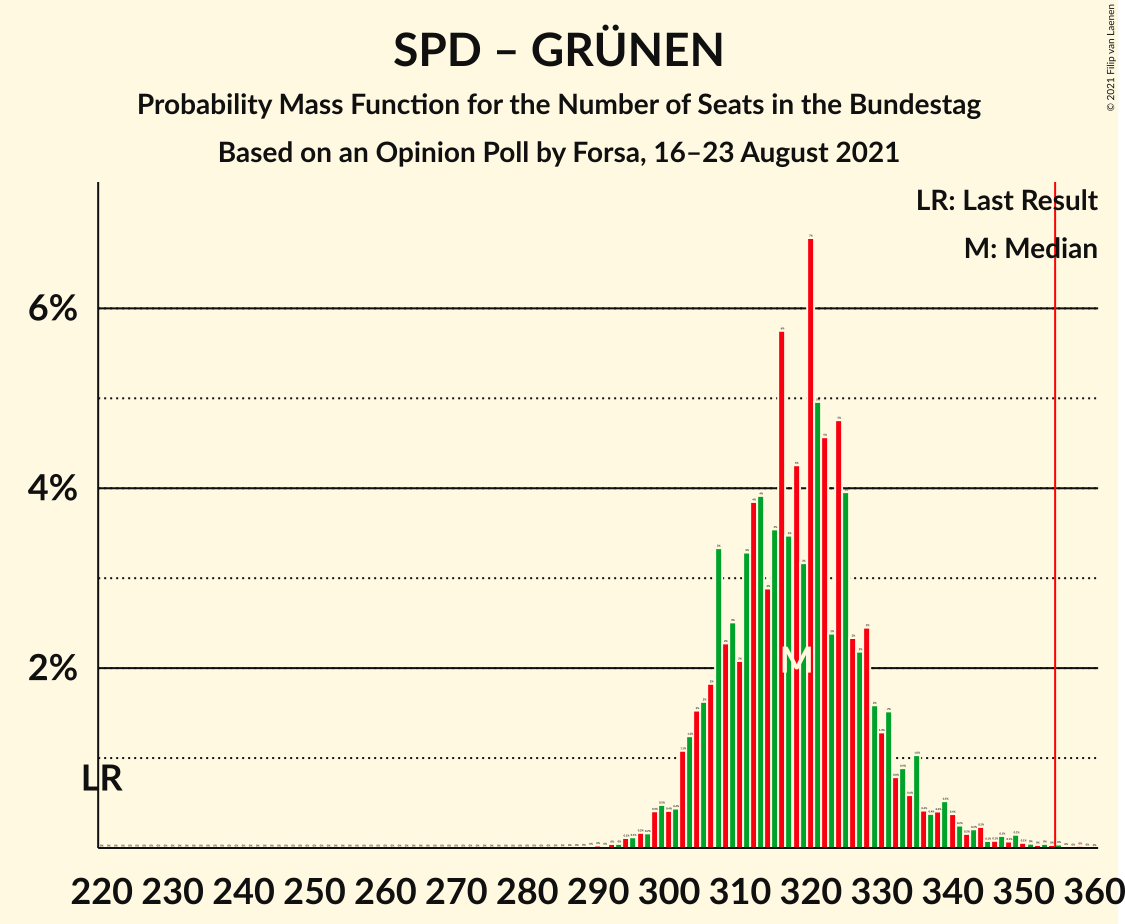 SPD – GRÜNEN
Probability Mass Function for the Number of Seats in the Bundestag
Based on an Opinion Poll by Forsa, 16–23 August 2021
© 2021 Filip van Laenen
LR: Last Result
M: Median
6%
4%
2%
M
LR
220 230 240 250 260 270 280 290 300 310 320 330 340 350 360